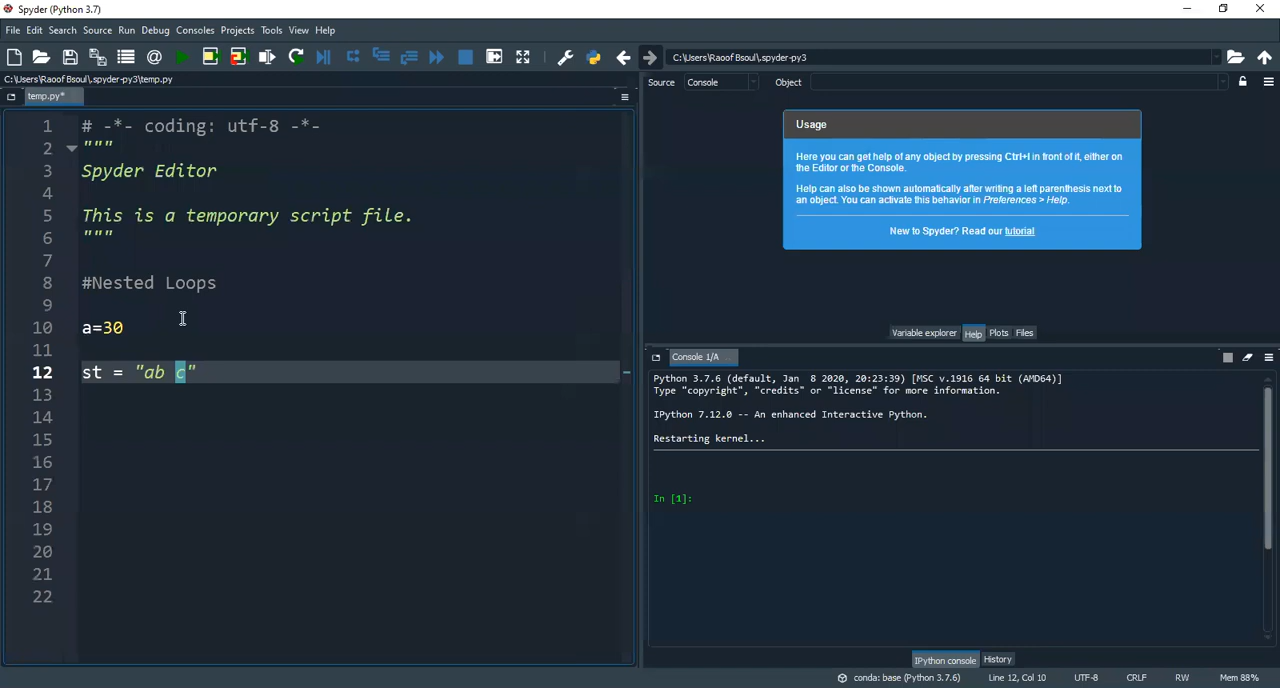 Spyder (Python 3.7)
File Edit Search Source Run Debug Consoles Projects Tools View Help
C:\Users\Raoof Bsoul\.spyder-py3
C:\Users\Raoof Bsoul\.spyder-py3\temp.py
temp.py*
1 # -*- coding: utf-8 -*-
2 """
3 Spyder Editor
4
5 This is a temporary script file.
6 """
7
8 #Nested Loops
9
10 a=30
11
12 st = "ab c"
13
14
15
16
17
18
19
20
21
22
Source Console Object
Usage
Here you can get help of any object by pressing Ctrl+I in front of it, either on
the Editor or the Console.
Help can also be shown automatically after writing a left parenthesis next to
an object. You can activate this behavior in Preferences > Help.
New to Spyder? Read our tutorial
Variable explorer Help Plots Files
Console 1/A
Python 3.7.6 (default, Jan 8 2020, 20:23:39) [MSC v.1916 64 bit (AMD64)]
Type "copyright", "credits" or "license" for more information.
IPython 7.12.0 -- An enhanced Interactive Python.
Restarting kernel...
In [1]:
IPython console History
conda: base (Python 3.7.6) Line 12, Col 10 UTF-8 CRLF RW Mem 88%